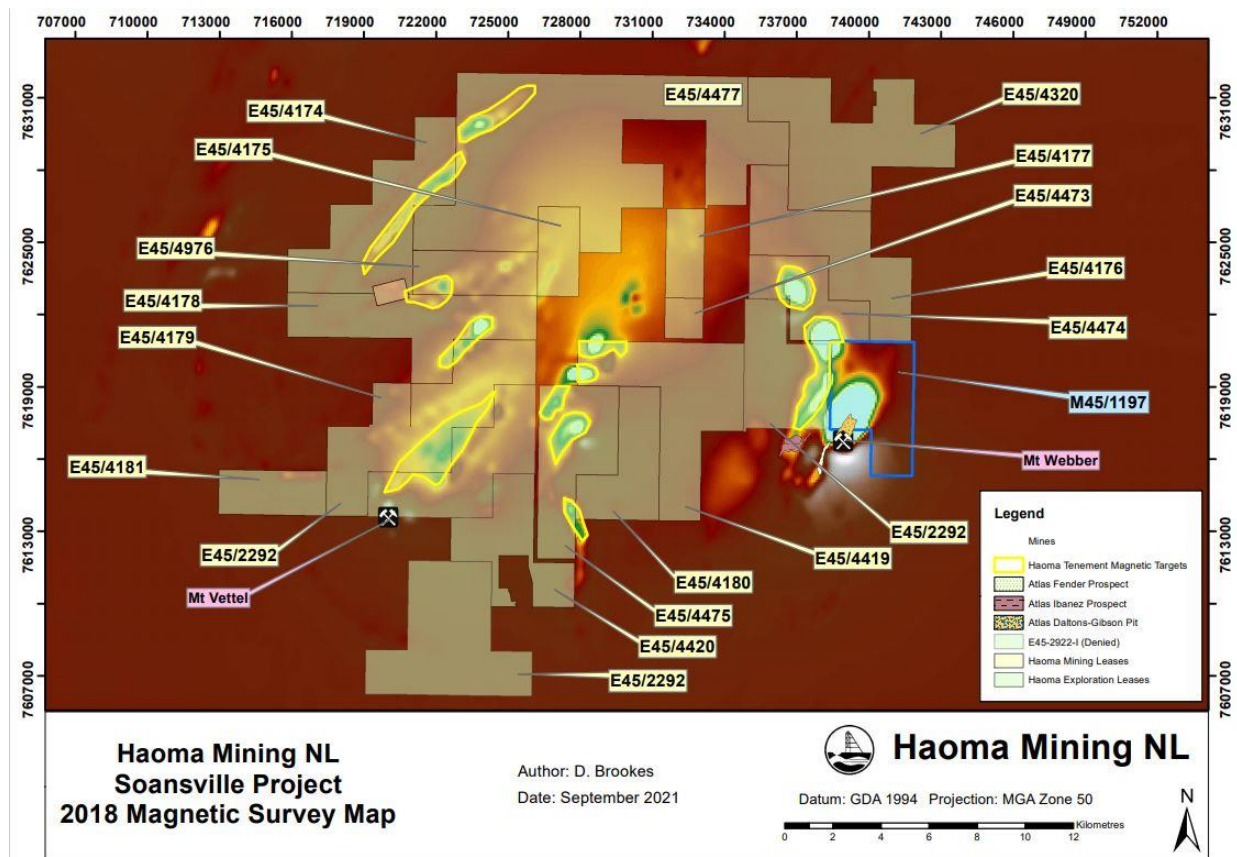 707000 710000 713000 716000 719000 722000 725000 728000 731000 734000 737000 740000 743000 746000 749000 752000
7631000
7625000
7619000
7613000
7607000
7631000
7625000
7619000
7613000
7607000
E45/4477
E45/4320
E45/4174
E45/4175
E45/4177
E45/4473
E45/4976
E45/4176
E45/4178
E45/4474
E45/4179
M45/1197
Mt Webber
E45/4181
E45/2292
E45/2292
E45/4419
E45/4180
Mt Vettel
E45/4475
E45/4420
E45/2292
Legend
Mines
Haoma Tenement Magnetic Targets
Atlas Fender Prospect
Atlas Ibanez Prospect
Atlas Daltons-Gibson Pit
E45-2922-I (Denied)
Haoma Mining Leases
Haoma Exploration Leases
Haoma Mining NL
Soansville Project
2018 Magnetic Survey Map
Author: D. Brookes
Date: September 2021
Haoma Mining NL
Datum: GDA 1994 Projection: MGA Zone 50
Kilometres
0 2 4 6 8 10 12
N